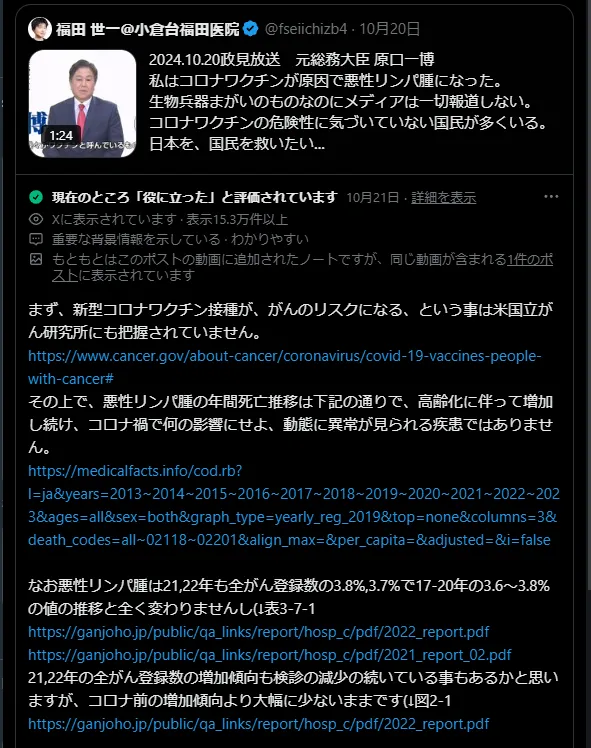 福田 世一@小倉台福田医院 @fseiichizb4 · 10月20日
2024.10.20政見放送 元総務大臣 原口一博
私はコロナワクチンが原因で悪性リンパ腫になった。
生物兵器まがいのものなのにメディアは一切報道しない。
コロナワクチンの危険性に気づいていない国民が多くいる。
日本を、国民を救いたい...
1:24
現在のところ「役に立った」と評価されています 10月21日 · 詳細を表示
Xに表示されています · 表示15.3万件以上
重要な背景情報を示している · わかりやすい
もともとはこのポストの動画に追加されたノートですが、同じ動画が含まれる1件のポ
ストに表示されています
まず、新型コロナワクチン接種が、がんのリスクになる、という事は米国立が
ん研究所にも把握されていません。
https://www.cancer.gov/about-cancer/coronavirus/covid-19-vaccines-people-
with-cancer#
その上で、悪性リンパ腫の年間死亡推移は下記の通りで、高齢化に伴って増加
し続け、コロナ禍で何の影響にせよ、動態に異常が見られる疾患ではありませ
ん。
https://medicalfacts.info/cod.rb?
l=ja&years=2013~2014~2015~2016~2017~2018~2019~2020~2021~2022~202
3&ages=all&sex=both&graph_type=yearly_reg_2019&top=none&columns=3&
death_codes=all~02118~02201&align_max=&per_capita=&adjusted=&i=false
なお悪性リンパ腫は21,22年も全がん登録数の3.8%,3.7%で17-20年の3.6〜3.8%
の値の推移と全く変わりませんし(↓表3-7-1
https://ganjoho.jp/public/qa_links/report/hosp_c/pdf/2022_report.pdf
https://ganjoho.jp/public/qa_links/report/hosp_c/pdf/2021_report_02.pdf
21,22年の全がん登録数の増加傾向も検診の減少の続いている事もあるかと思い
ますが、コロナ前の増加傾向より大幅に少ないままです(↓図2-1
https://ganjoho.jp/public/qa_links/report/hosp_c/pdf/2022_report.pdf